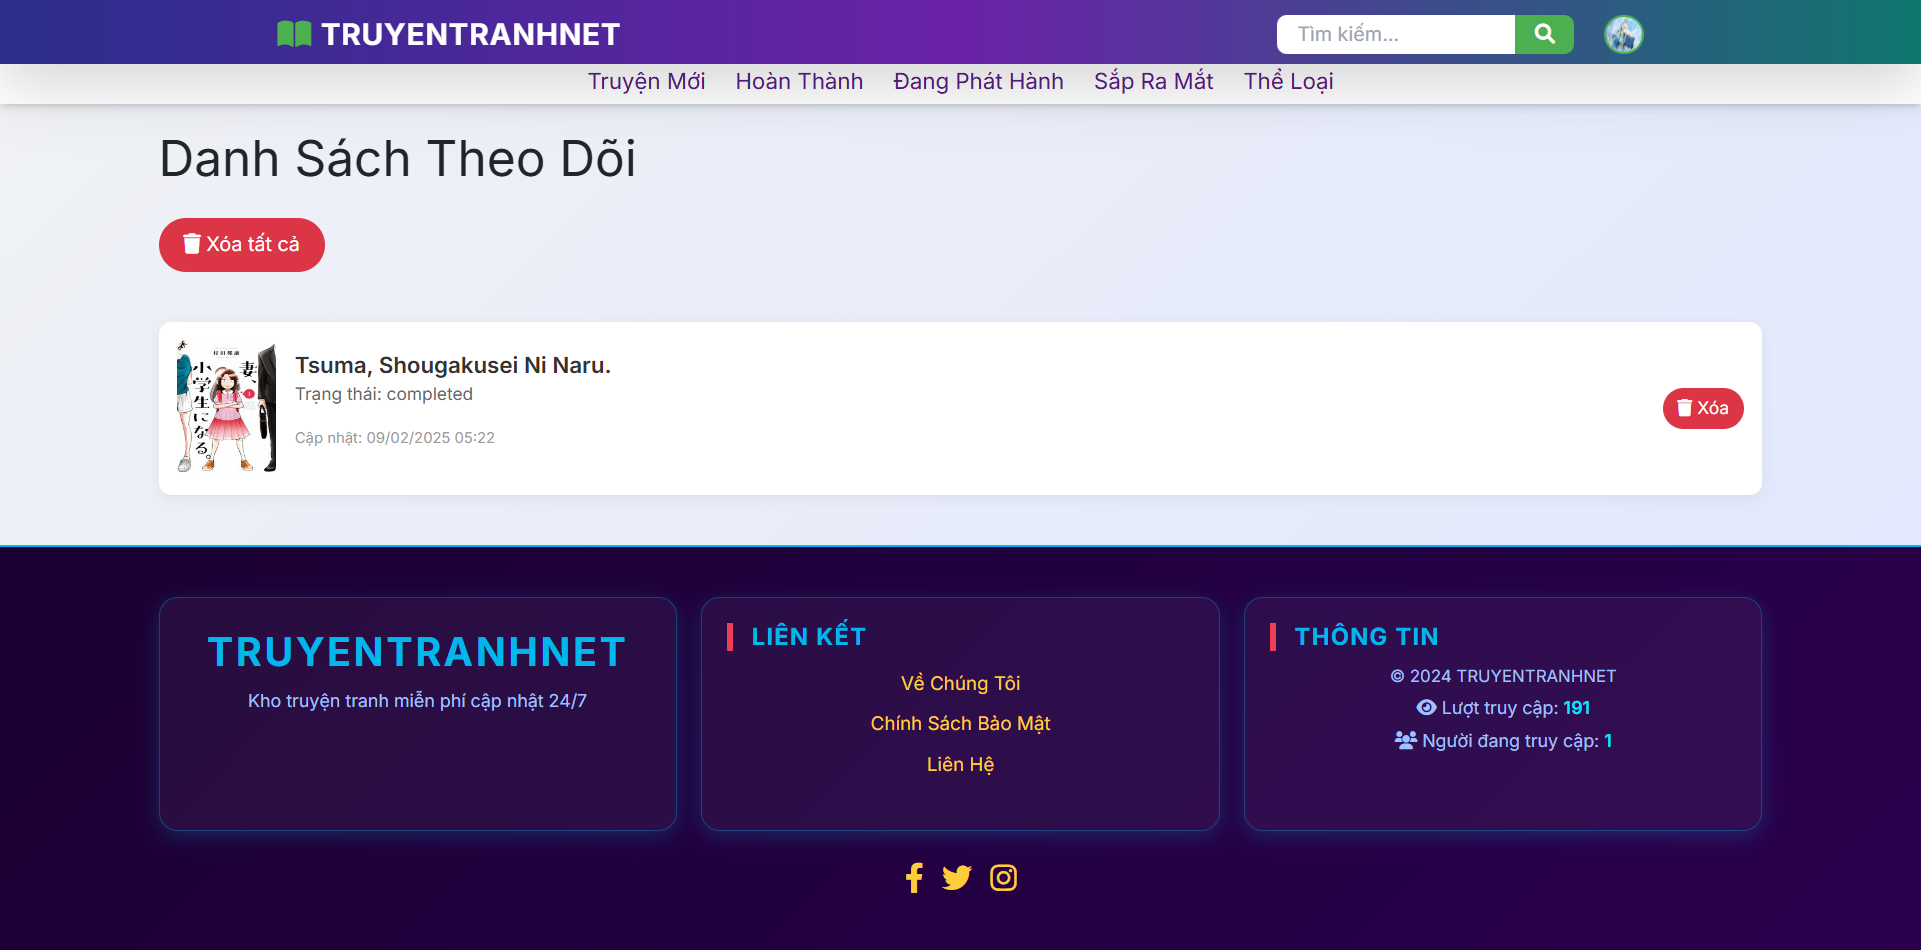 TRUYENTRANHNET
Tìm kiếm...
Truyện Mới Hoàn Thành Đang Phát Hành Sắp Ra Mắt Thể Loại
Danh Sách Theo Dõi
Xóa tất cả
妻、
小学生になる。
Tsuma, Shougakusei Ni Naru.
Trạng thái: completed
Cập nhật: 09/02/2025 05:22
Xóa
TRUYENTRANHNET
Kho truyện tranh miễn phí cập nhật 24/7
LIÊN KẾT
Về Chúng Tôi
Chính Sách Bảo Mật
Liên Hệ
THÔNG TIN
© 2024 TRUYENTRANHNET
Lượt truy cập: 191
Người đang truy cập: 1